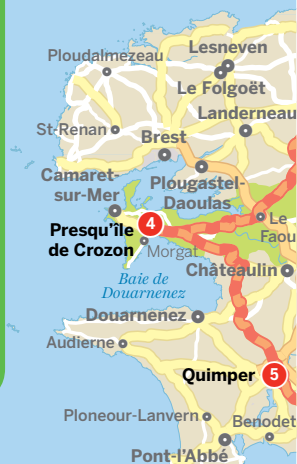 Lesneven
Ploudalmezeau
Le Folgoët
Landerneau
St-Renan
Brest
Camaret-
sur-Mer
Plougastel-
Daoulas
Presqu'île
de Crozon
4
Le
Faou
Morgat
Châteaulin
Baie de
Douarnenez
Douarnenez
Audierne
Quimper 5
Ploneour-Lanvern
Benodet
Pont-l'Abbé